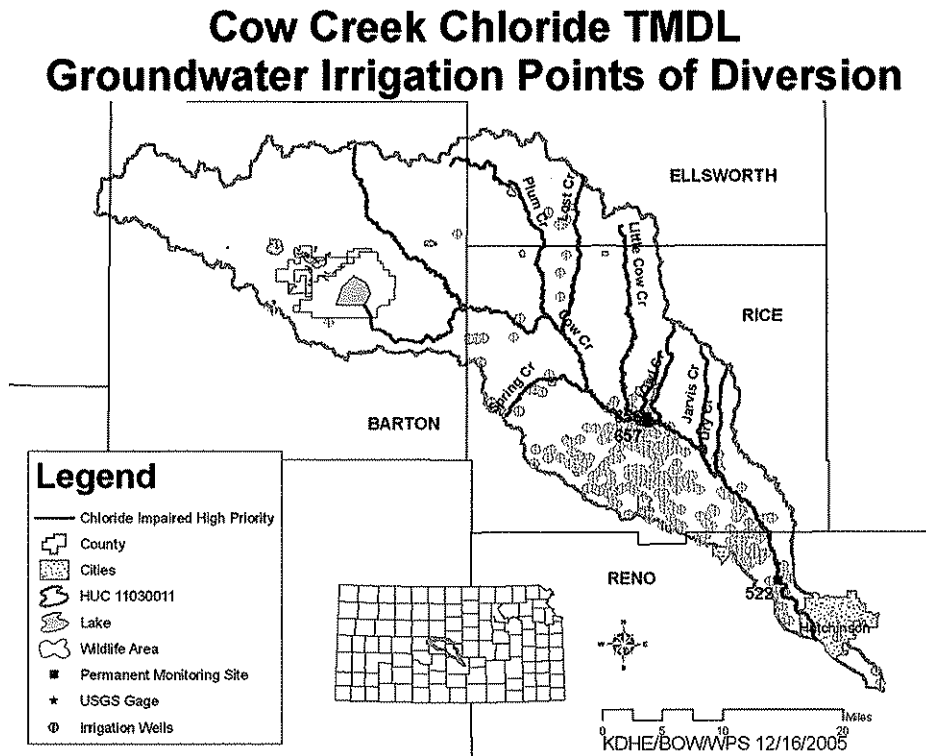 Cow Creek Chloride TMDL
Groundwater Irrigation Points of Diversion
ELLSWORTH
Plum Cr
Lost Cr
Little Cow Cr
RICE
Cow Cr
Spring Cr
Owl Cr
Jarvis Cr
Dry Cr
BARTON
657
Legend
Chloride Impaired High Priority
County
Cities
HUC 11030011
Lake
Wildlife Area
Permanent Monitoring Site
USGS Gage
Irrigation Wells
RENO
522
Hutchinson
N
W
E
S
0 5 10 20
Miles
KDHE/BOW/WPS 12/16/2005